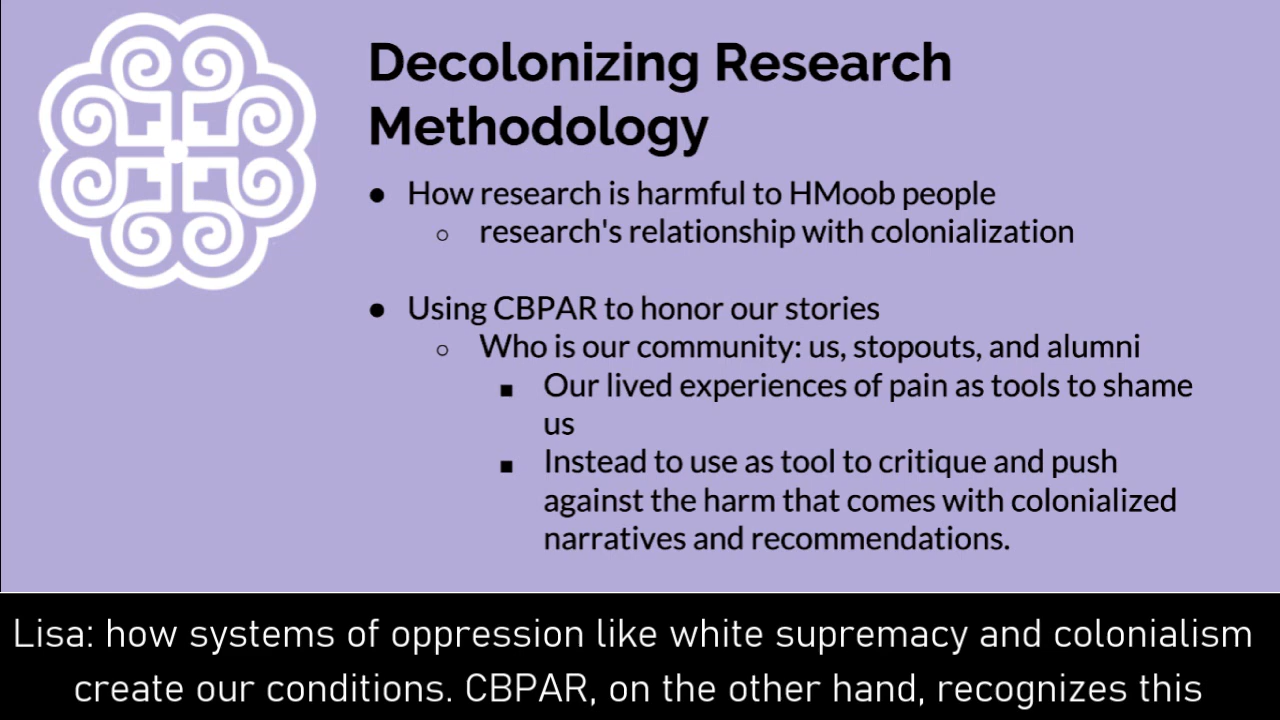 Decolonizing Research
Methodology
● How research is harmful to HMoob people
○ research's relationship with colonialization
● Using CBPAR to honor our stories
○ Who is our community: us, stopouts, and alumni
■ Our lived experiences of pain as tools to shame
us
■ Instead to use as tool to critique and push
against the harm that comes with colonialized
narratives and recommendations.
Lisa: how systems of oppression like white supremacy and colonialism
create our conditions. CBPAR, on the other hand, recognizes this